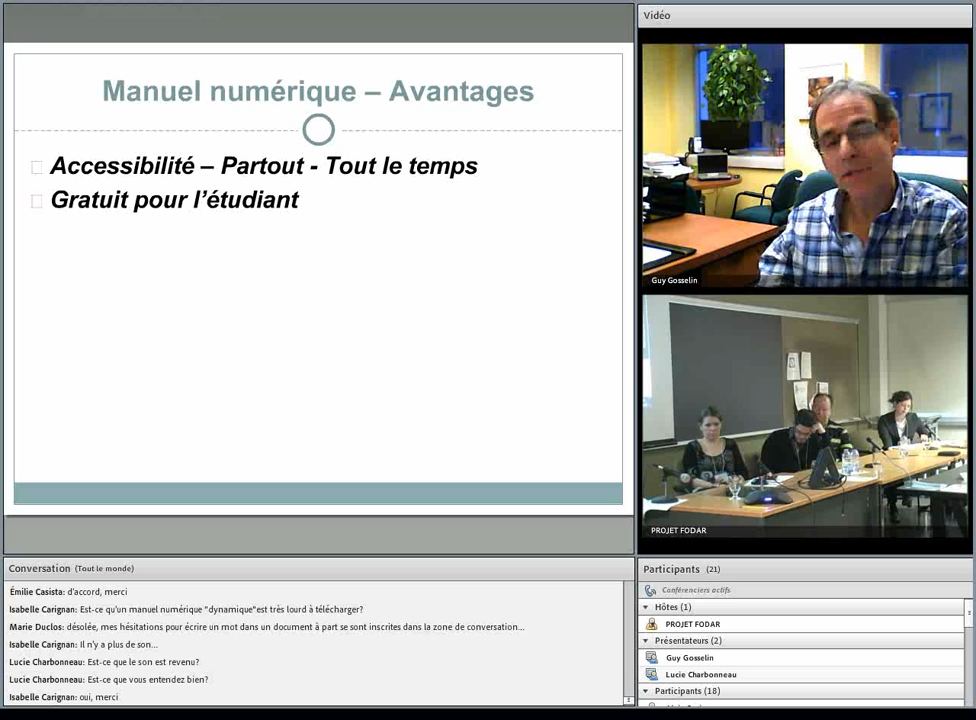 Manuel numérique – Avantages
Accessibilité – Partout - Tout le temps
Gratuit pour l'étudiant
Vidéo
Guy Gosselin
PROJET FODAR
Conversation (Tout le monde)
Émilie Casista: d'accord, merci
Isabelle Carignan: Est-ce qu'un manuel numérique "dynamique"est très lourd à télécharger?
Marie Duclos: désolée, mes hésitations pour écrire un mot dans un document à part se sont inscrites dans la zone de conversation...
Isabelle Carignan: Il n'y a plus de son...
Lucie Charbonneau: Est-ce que le son est revenu?
Lucie Charbonneau: Est-ce que vous entendez bien?
Isabelle Carignan: oui, merci
Participants (21)
Conférenciers actifs
Hôtes (1)
PROJET FODAR
Présentateurs (2)
Guy Gosselin
Lucie Charbonneau
Participants (18)